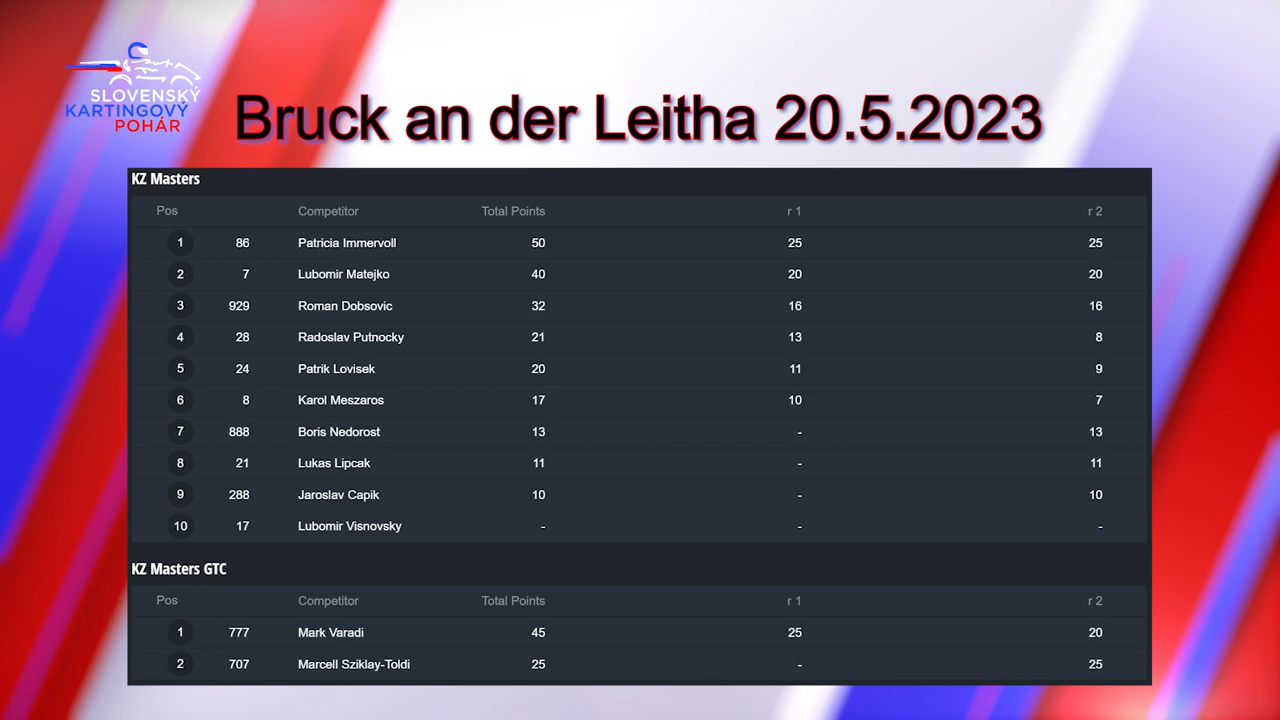 SLOVENSKÝ
KARTINGOVÝ
POHÁR
Bruck an der Leitha 20.5.2023
KZ Masters
Pos Competitor Total Points r 1 r 2
1 86 Patricia Immervoll 50 25 25
2 7 Lubomir Matejko 40 20 20
3 929 Roman Dobsovic 32 16 16
4 28 Radoslav Putnocky 21 13 8
5 24 Patrik Lovisek 20 11 9
6 8 Karol Meszaros 17 10 7
7 888 Boris Nedorost 13 - 13
8 21 Lukas Lipcak 11 - 11
9 288 Jaroslav Capik 10 - 10
10 17 Lubomir Visnovsky - - -
KZ Masters GTC
Pos Competitor Total Points r 1 r 2
1 777 Mark Varadi 45 25 20
2 707 Marcell Sziklay-Toldi 25 - 25